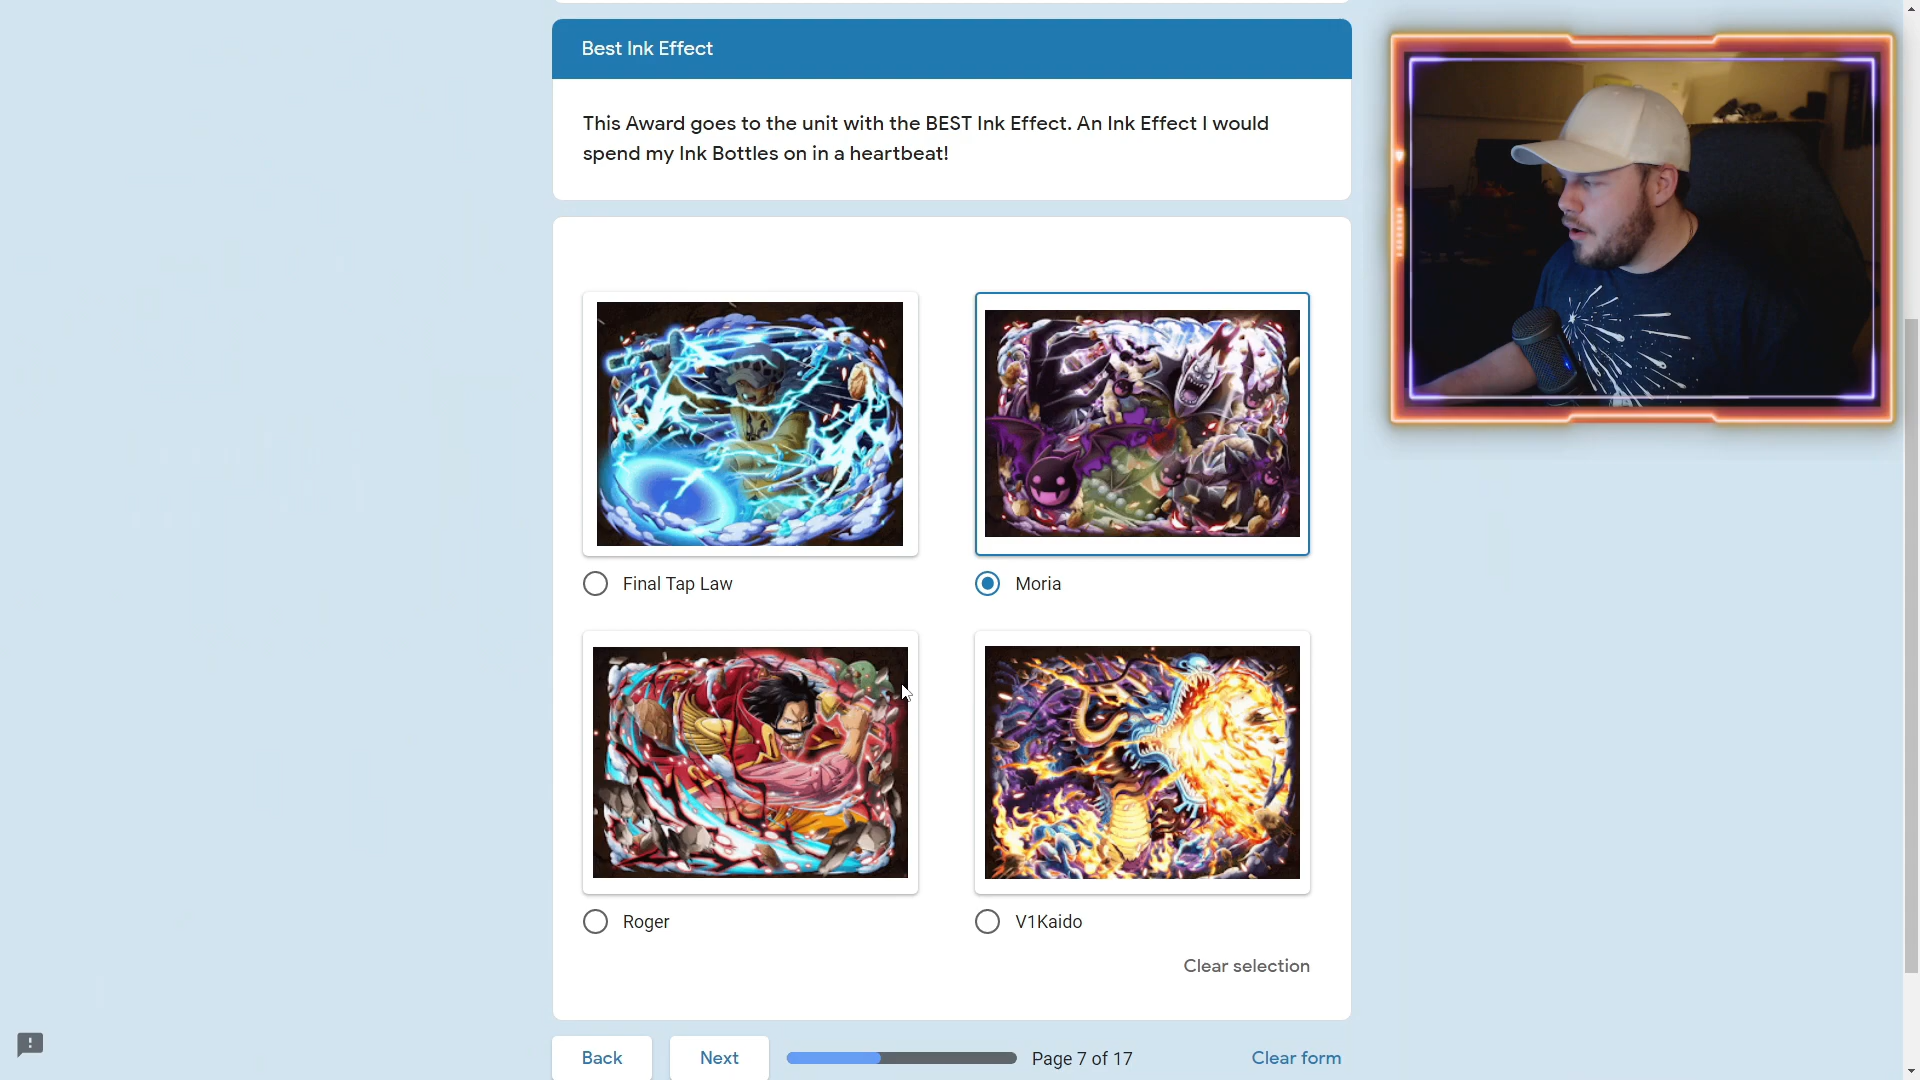 Best Ink Effect
This Award goes to the unit with the BEST Ink Effect. An Ink Effect I would
spend my Ink Bottles on in a heartbeat!
Final Tap Law
Moria
Roger
V1Kaido
Clear selection
Back
Next
Page 7 of 17
Clear form